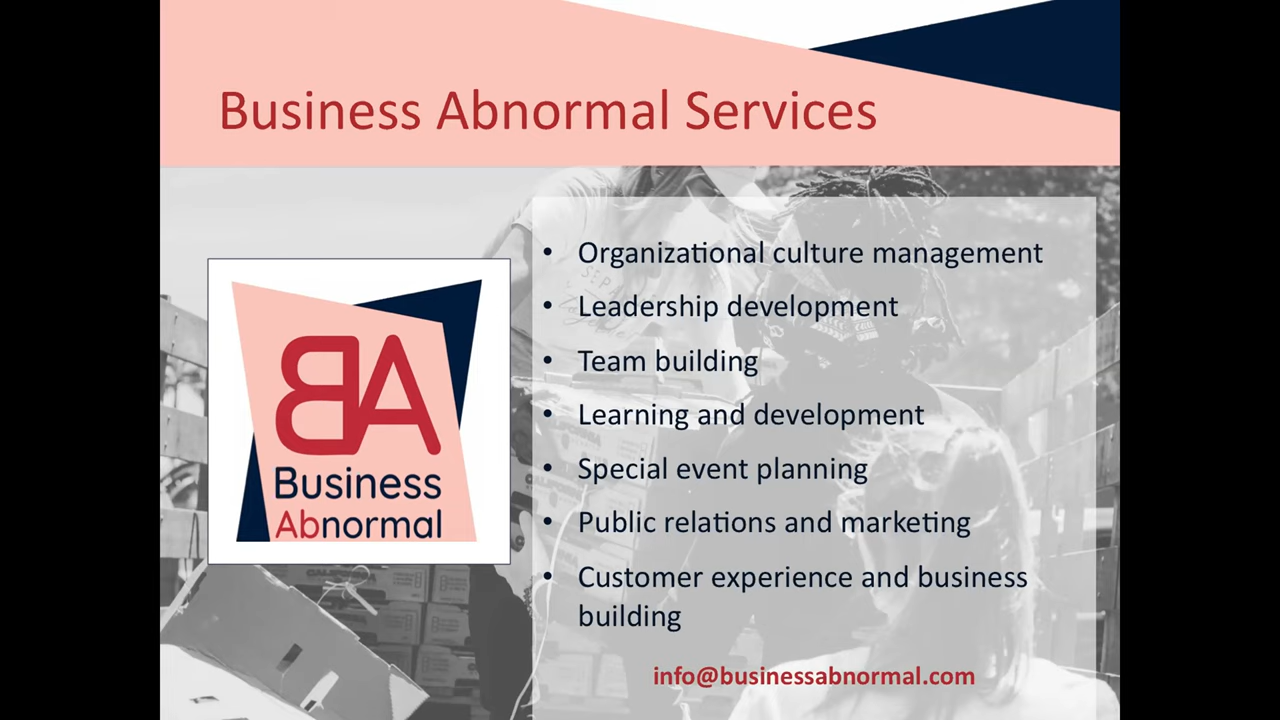 Business Abnormal Services
• Organizational culture management
• Leadership development
• Team building
• Learning and development
• Special event planning
• Public relations and marketing
• Customer experience and business
building
info@businessabnormal.com
BA
Business
Abnormal
CALIFORNIA